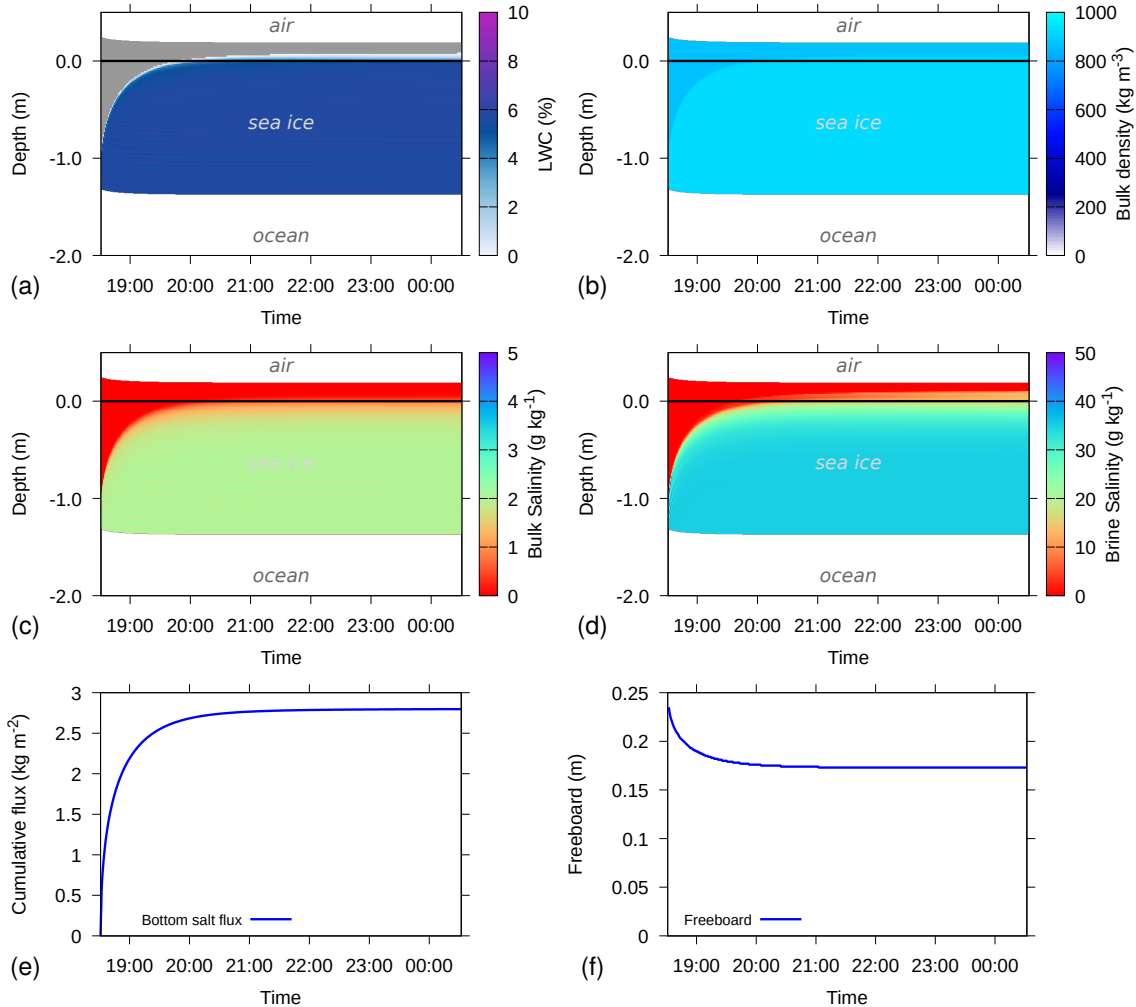 air
sea ice
ocean
0.0
-1.0
-2.0
Depth (m)
19:00 20:00 21:00 22:00 23:00 00:00
Time
0
2
4
6
8
10
LWC (%)
(a)
air
sea ice
ocean
0.0
-1.0
-2.0
Depth (m)
19:00 20:00 21:00 22:00 23:00 00:00
Time
0
200
400
600
800
1000
Bulk density (kg m-3)
(b)
air
sea ice
ocean
0.0
-1.0
-2.0
Depth (m)
19:00 20:00 21:00 22:00 23:00 00:00
Time
0
1
2
3
4
5
Bulk Salinity (g kg-1)
(c)
air
sea ice
ocean
0.0
-1.0
-2.0
Depth (m)
19:00 20:00 21:00 22:00 23:00 00:00
Time
0
10
20
30
40
50
Brine Salinity (g kg-1)
(d)
3
2.5
2
1.5
1
0.5
0
Cumulative flux (kg m-2)
Bottom salt flux
19:00 20:00 21:00 22:00 23:00 00:00
Time
(e)
0.25
0.2
0.15
0.1
0.05
0
Freeboard (m)
Freeboard
19:00 20:00 21:00 22:00 23:00 00:00
Time
(f)